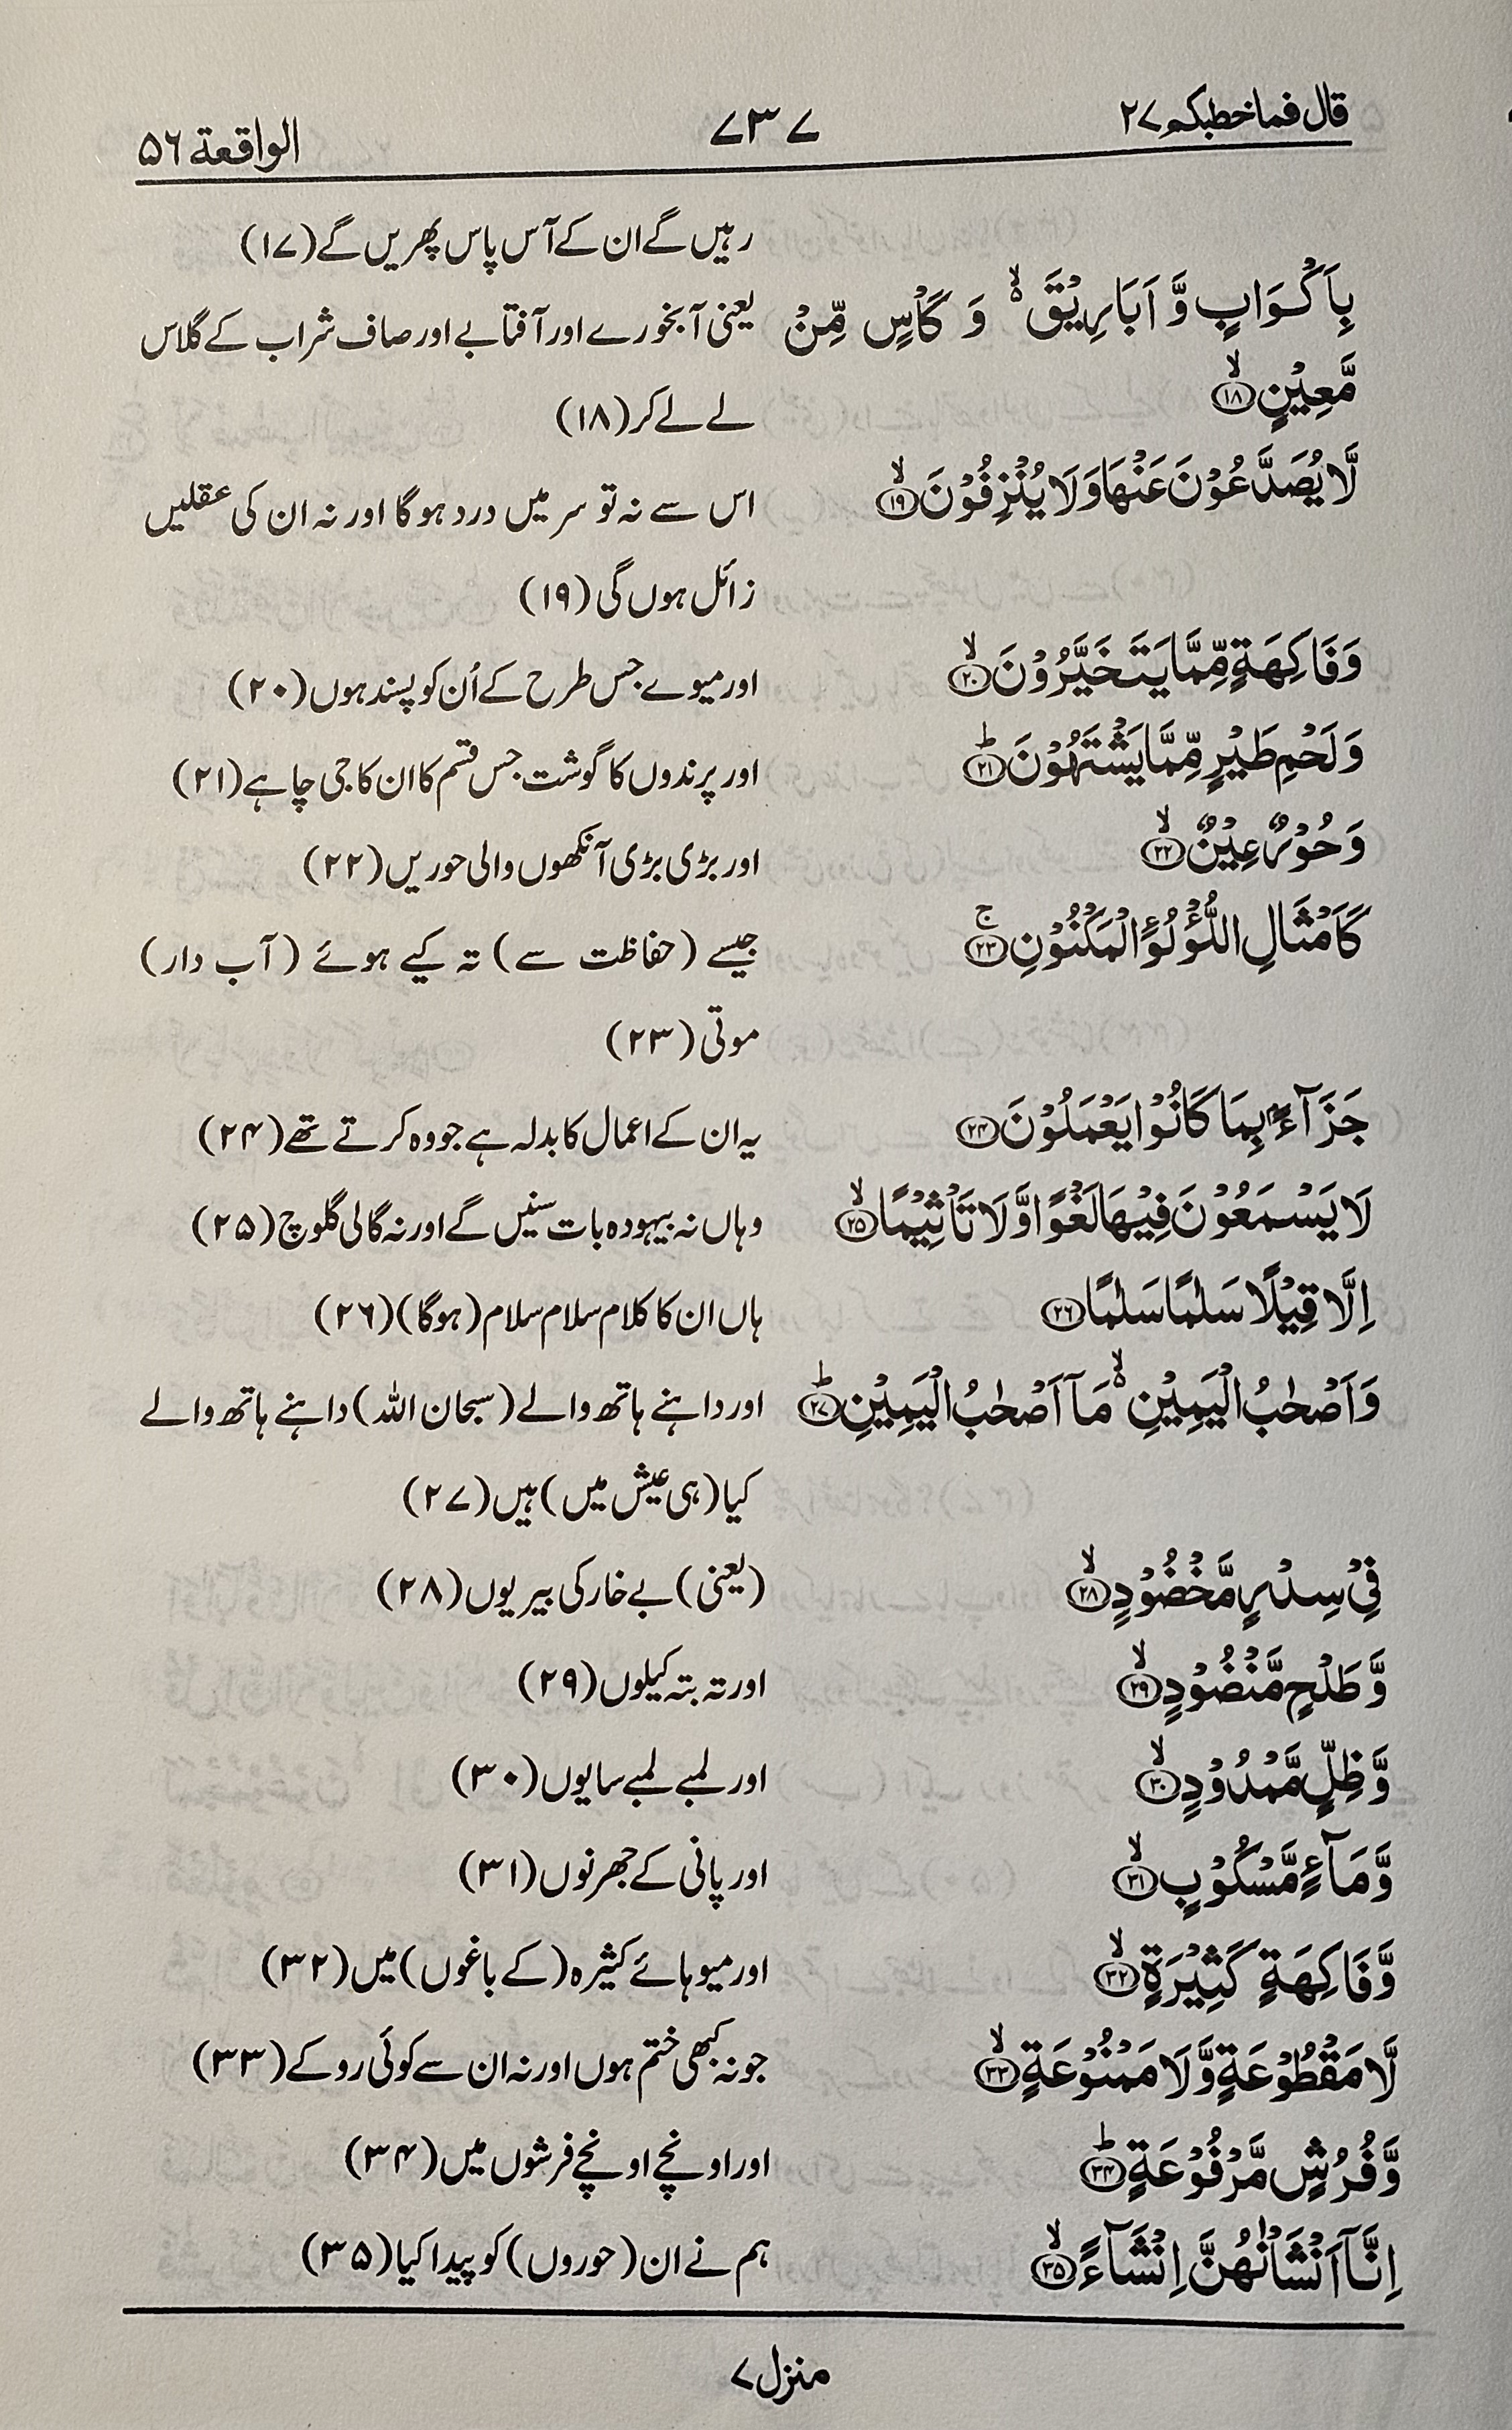 قال فما خطبکم ۲۷
۷۳۷
الواقعة ۵۶
رہیں گے ان کے آس پاس پھریں گے (۱۷)
بِاَكْوَابٍ وَّ اَبَارِيْقَ ۙ۬ وَ كَاْسٍ مِّنْ
یعنی آبخورے اور آفتابے اور صاف شراب کے گلاس
مَّعِيْنٍ ۙ﴿۱۸﴾
لے لے کر (۱۸)
لَّا يُصَدَّعُوْنَ عَنْهَا وَلَا يُنْزِفُوْنَ ۙ﴿۱۹﴾
اس سے نہ تو سر میں درد ہوگا اور نہ ان کی عقلیں
زائل ہوں گی (۱۹)
وَفَاكِهَةٍ مِّمَّا يَتَخَيَّرُوْنَ ۙ﴿۲۰﴾
اور میوے جس طرح کے اُن کو پسند ہوں (۲۰)
وَلَحْمِ طَيْرٍ مِّمَّا يَشْتَهُوْنَ ؕ﴿۲۱﴾
اور پرندوں کا گوشت جس قسم کا ان کا جی چاہے (۲۱)
وَحُوْرٌ عِيْنٌ ۙ﴿۲۲﴾
اور بڑی بڑی آنکھوں والی حوریں (۲۲)
كَاَمْثَالِ اللُّؤْلُؤِ الْمَكْنُوْنِ ۚ﴿۲۳﴾
جیسے (حفاظت سے) تہ کیے ہوئے (آب دار)
موتی (۲۳)
جَزَآءًۢ بِمَا كَانُوْا يَعْمَلُوْنَ ﴿۲۴﴾
یہ ان کے اعمال کا بدلہ ہے جو وہ کرتے تھے (۲۴)
لَا يَسْمَعُوْنَ فِيْهَا لَغْوًا وَّلَا تَاْثِيْمًا ۙ﴿۲۵﴾
وہاں نہ بیہودہ بات سنیں گے اور نہ گالی گلوچ (۲۵)
اِلَّا قِيْلًا سَلٰمًا سَلٰمًا ﴿۲۶﴾
ہاں ان کا کلام سلام سلام (ہوگا) (۲۶)
وَاَصْحٰبُ الْيَمِيْنِ ۙ۬ مَاۤ اَصْحٰبُ الْيَمِيْنِ ؕ﴿۲۷﴾
اور داہنے ہاتھ والے (سبحان اللہ) داہنے ہاتھ والے
کیا (ہی عیش میں) ہیں (۲۷)
فِيْ سِدْرٍ مَّخْضُوْدٍ ۙ﴿۲۸﴾
(یعنی) بے خار کی بیریوں (۲۸)
وَّطَلْحٍ مَّنْضُوْدٍ ۙ﴿۲۹﴾
اور تہ بتہ کیلوں (۲۹)
وَّظِلٍّ مَّمْدُوْدٍ ۙ﴿۳۰﴾
اور لمبے لمبے سایوں (۳۰)
وَّمَآءٍ مَّسْكُوْبٍ ۙ﴿۳۱﴾
اور پانی کے جھرنوں (۳۱)
وَّفَاكِهَةٍ كَثِيْرَةٍ ۙ﴿۳۲﴾
اور میوہائے کثیرہ (کے باغوں) میں (۳۲)
لَّا مَقْطُوْعَةٍ وَّلَا مَمْنُوْعَةٍ ۙ﴿۳۳﴾
جو نہ کبھی ختم ہوں اور نہ ان سے کوئی روکے (۳۳)
وَّفُرُشٍ مَّرْفُوْعَةٍ ؕ﴿۳۴﴾
اور اونچے اونچے فرشوں میں (۳۴)
اِنَّاۤ اَنْشَاْنٰهُنَّ اِنْشَآءً ۙ﴿۳۵﴾
ہم نے ان (حوروں) کو پیدا کیا (۳۵)
منزل ۷